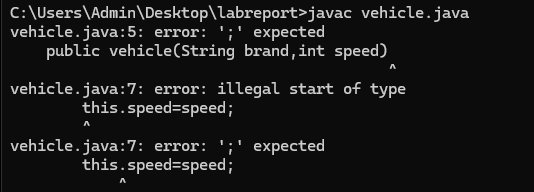 C:\Users\Admin\Desktop\labreport>javac vehicle.java
vehicle.java:5: error: ';' expected
    public vehicle(String brand,int speed)
                                          ^
vehicle.java:7: error: illegal start of type
        this.speed=speed;
        ^
vehicle.java:7: error: ';' expected
        this.speed=speed;
            ^